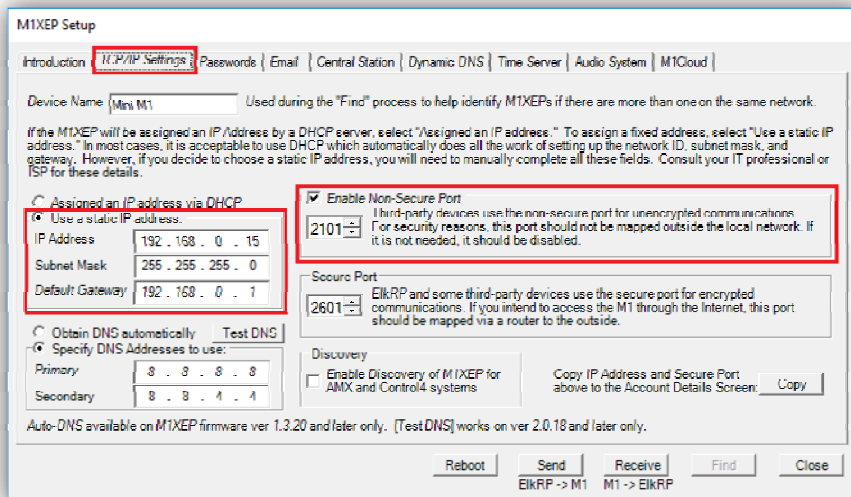 M1XEP Setup
Introduction TCP/IP Settings Passwords Email Central Station Dynamic DNS Time Server Audio System M1Cloud
Device Name Mini M1 Used during the "Find" process to help identify M1XEPs if there are more than one on the same network.
If the M1XEP will be assigned an IP Address by a DHCP server, select "Assigned an IP address." To assign a fixed address, select "Use a static IP
address." In most cases, it is acceptable to use DHCP which automatically does all the work of setting up the network ID, subnet mask, and
gateway. However, if you decide to choose a static IP address, you will need to manually complete all these fields. Consult your IT professional or
ISP for these details.
Assigned an IP address via DHCP
Use a static IP address:
IP Address 192 . 168 . 0 . 15
Subnet Mask 255 . 255 . 255 . 0
Default Gateway 192 . 168 . 0 . 1
Enable Non-Secure Port
2101
Third-party devices use the non-secure port for unencrypted communications.
For security reasons, this port should not be mapped outside the local network. If
it is not needed, it should be disabled.
Secure Port
2601
ElkRP and some third-party devices use the secure port for encrypted
communications. If you intend to access the M1 through the Internet, this port
should be mapped via a router to the outside.
Obtain DNS automatically Test DNS
Specify DNS Addresses to use:
Primary 8 . 8 . 8 . 8
Secondary 8 . 8 . 4 . 4
Discovery
Enable Discovery of M1XEP for
AMX and Control4 systems
Copy IP Address and Secure Port
above to the Account Details Screen: Copy
Auto-DNS available on M1XEP firmware ver 1.3.20 and later only. [Test DNS] works on ver 2.0.18 and later only.
Reboot Send Receive Find Close
ElkRP -> M1 M1 -> ElkRP